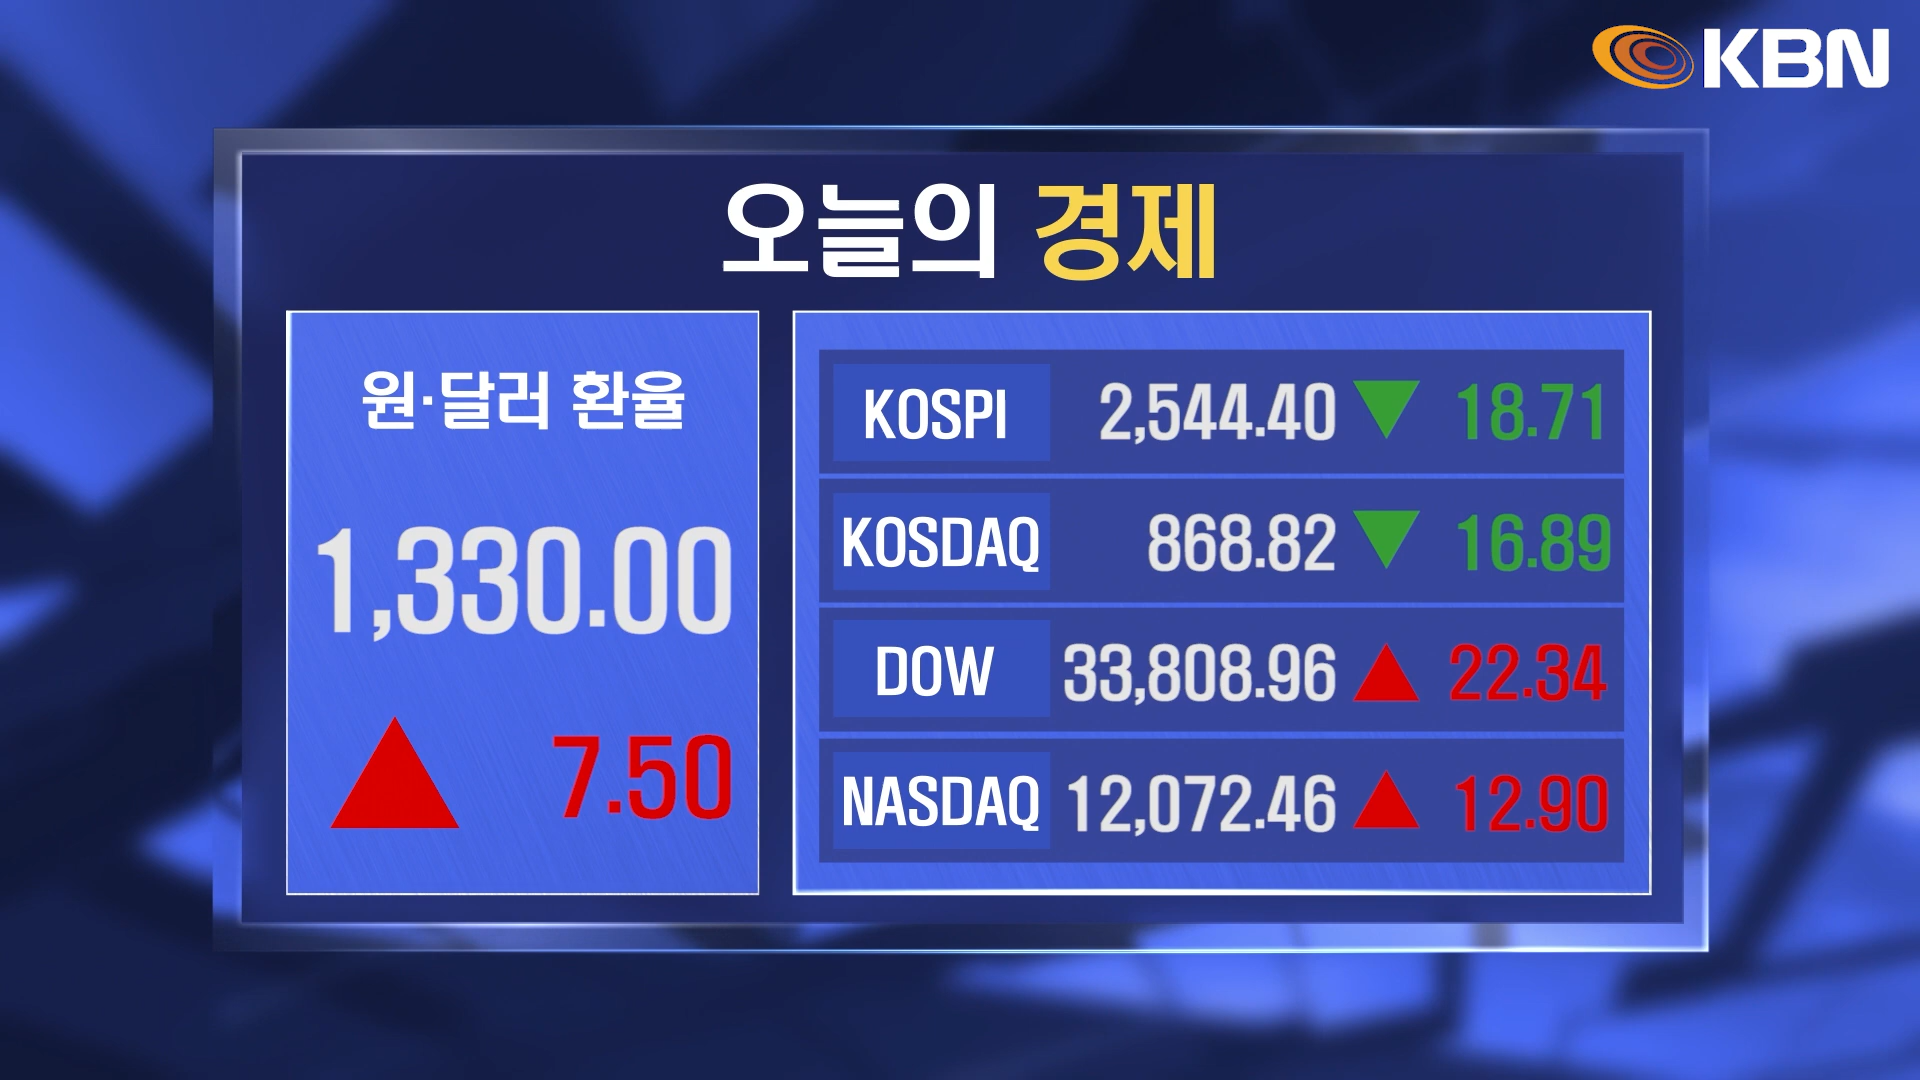 KBN
오늘의 경제
원·달러 환율
1,330.00
▲ 7.50
KOSPI 2,544.40 ▼ 18.71
KOSDAQ 868.82 ▼ 16.89
DOW 33,808.96 ▲ 22.34
NASDAQ 12,072.46 ▲ 12.90